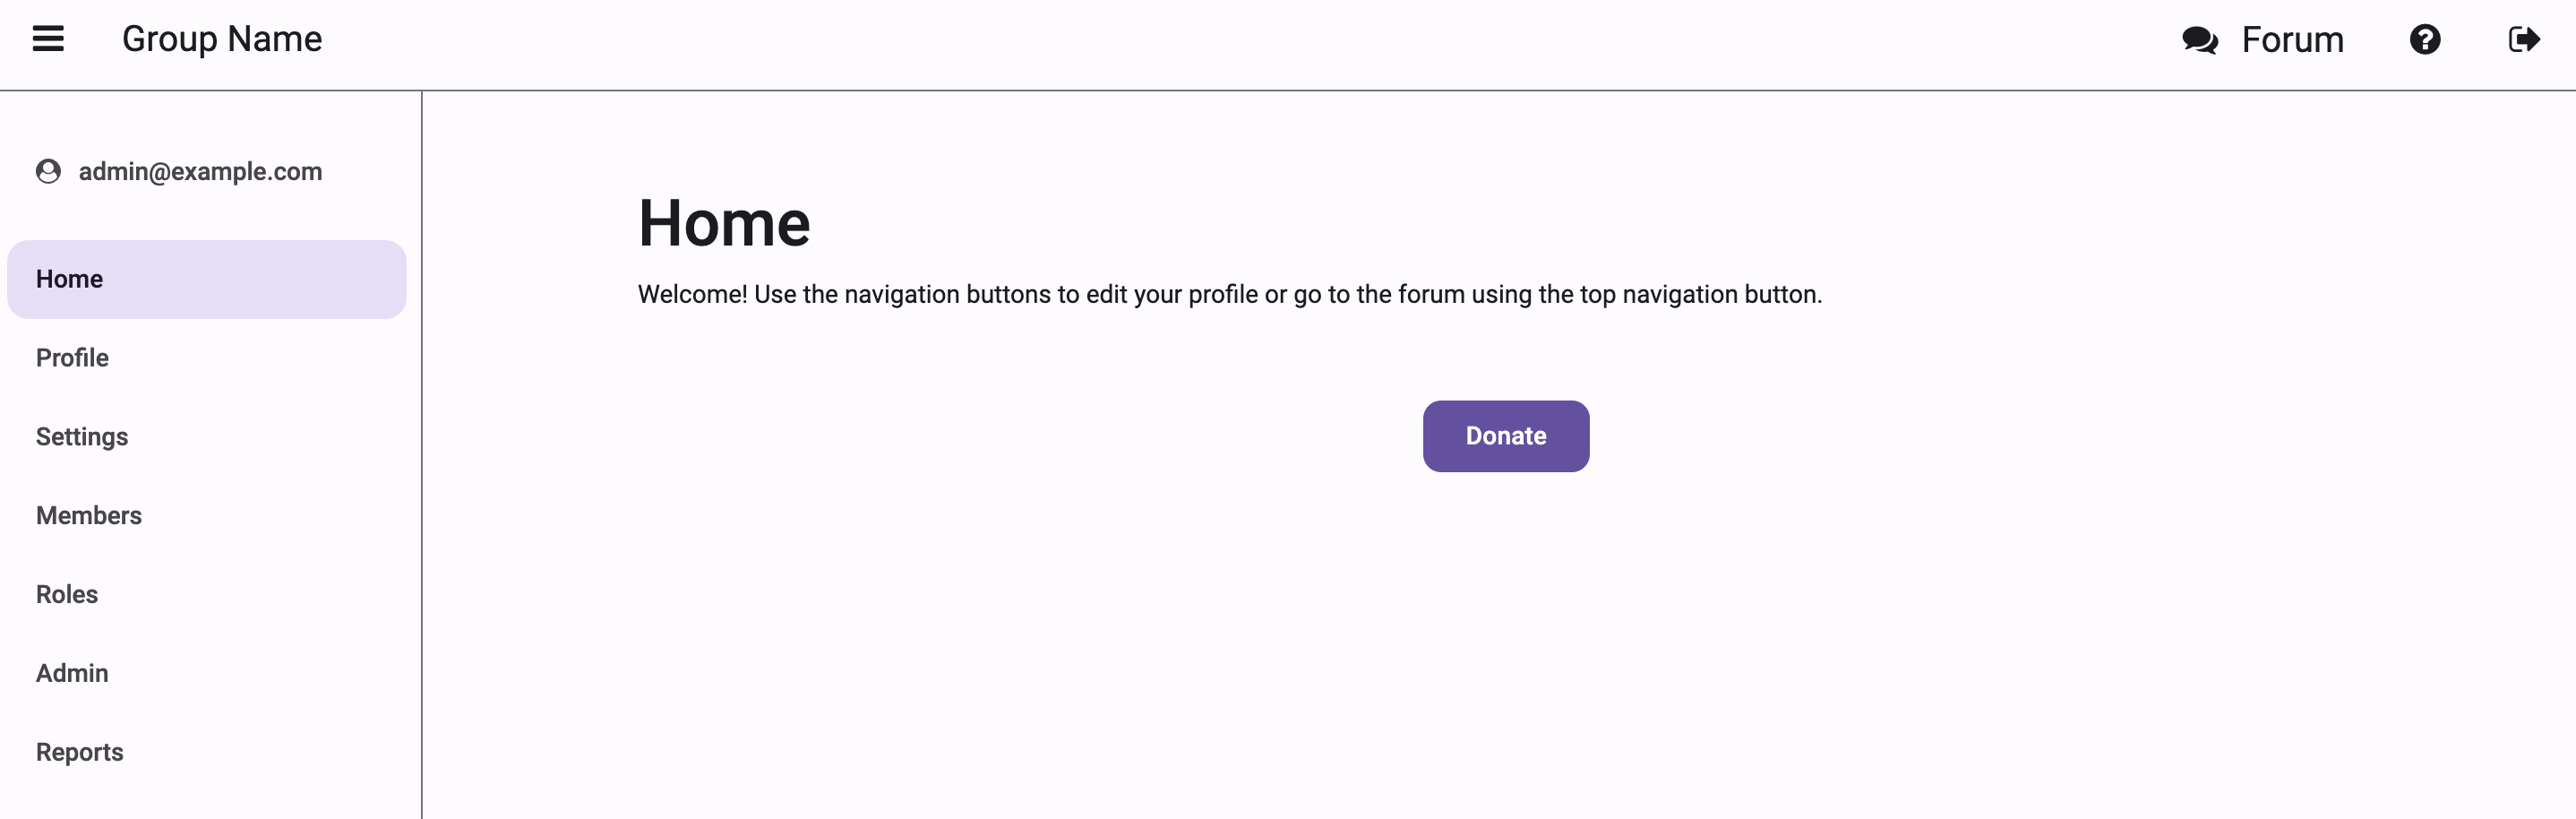 Group Name
Forum
admin@example.com
Home
Profile
Settings
Members
Roles
Admin
Reports
Home
Welcome! Use the navigation buttons to edit your profile or go to the forum using the top navigation button.
Donate